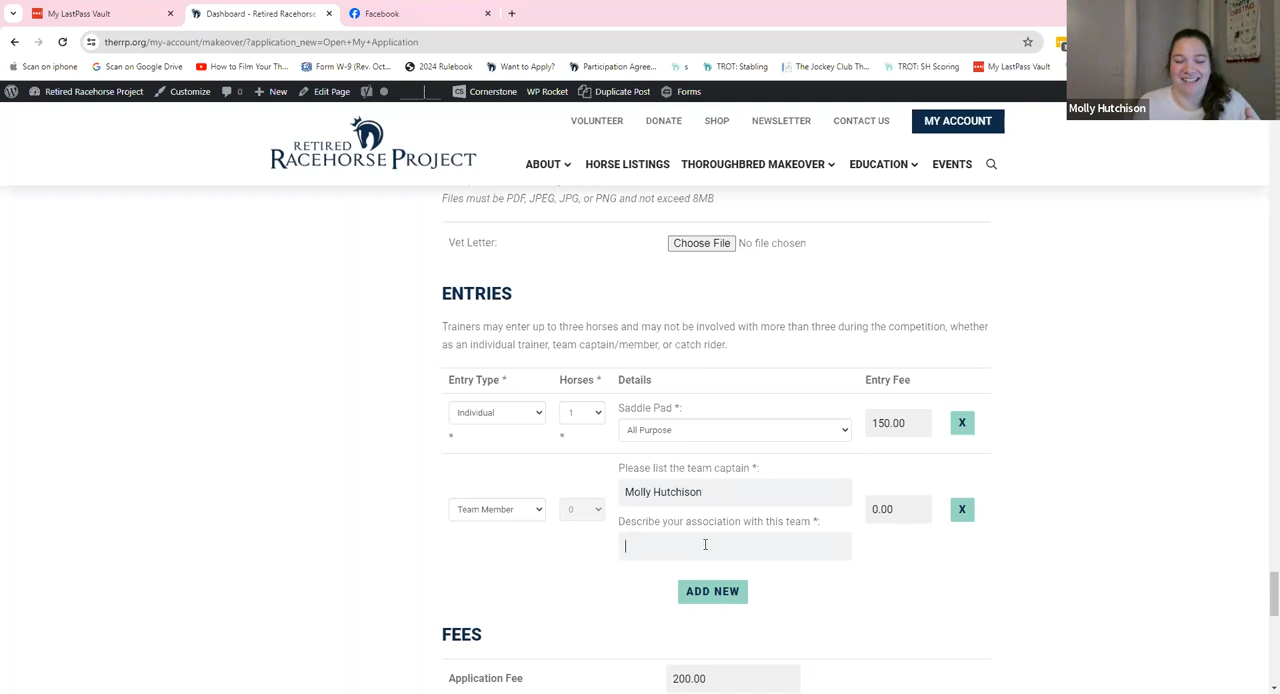 My LastPass Vault
Dashboard - Retired Racehorse
Facebook
therrp.org/my-account/makeover/?application_new=Open+My+Application
Scan on iphone
Scan on Google Drive
How to Film Your Th...
Form W-9 (Rev. Oct...
2024 Rulebook
Want to Apply?
Participation Agree...
s
TROT: Stabling
The Jockey Club Th...
TROT: SH Scoring
My LastPass Vault
Retired Racehorse Project
Customize
0
New
Edit Page
CS Cornerstone
WP Rocket
Duplicate Post
Forms
Molly Hutchison
RETIRED
RACEHORSE PROJECT
VOLUNTEER DONATE SHOP NEWSLETTER CONTACT US MY ACCOUNT
ABOUT HORSE LISTINGS THOROUGHBRED MAKEOVER EDUCATION EVENTS
Files must be PDF, JPEG, JPG, or PNG and not exceed 8MB
Vet Letter: Choose File No file chosen
ENTRIES
Trainers may enter up to three horses and may not be involved with more than three during the competition, whether
as an individual trainer, team captain/member, or catch rider.
Entry Type * Horses * Details Entry Fee
Saddle Pad *:
Individual 1 All Purpose 150.00 X
* *
Please list the team captain *:
Molly Hutchison
Team Member 0 0.00 X
Describe your association with this team *:
ADD NEW
FEES
Application Fee 200.00